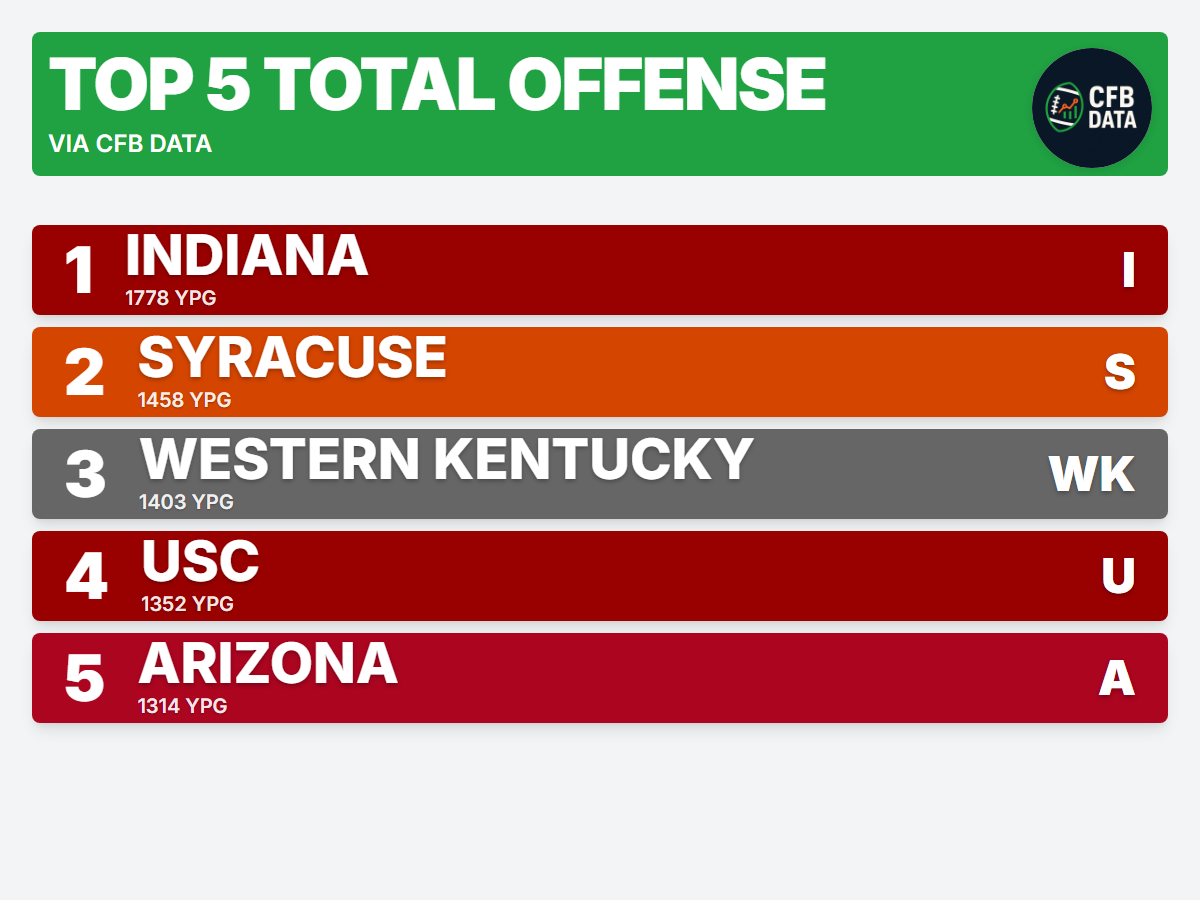 TOP 5 TOTAL OFFENSE
VIA CFB DATA
CFB
DATA
1
INDIANA
1778 YPG
I
2
SYRACUSE
1458 YPG
S
3
WESTERN KENTUCKY
1403 YPG
WK
4
USC
1352 YPG
U
5
ARIZONA
1314 YPG
A